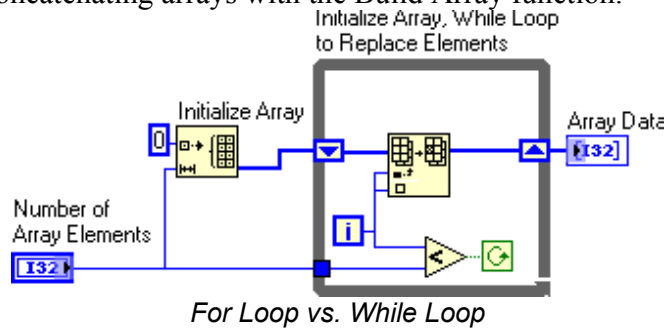 concatenating arrays with the Build Array function.
Initialize Array, While Loop
to Replace Elements
Initialize Array
0
Array Data
[I32]
Number of
Array Elements
I32
i
<
For Loop vs. While Loop